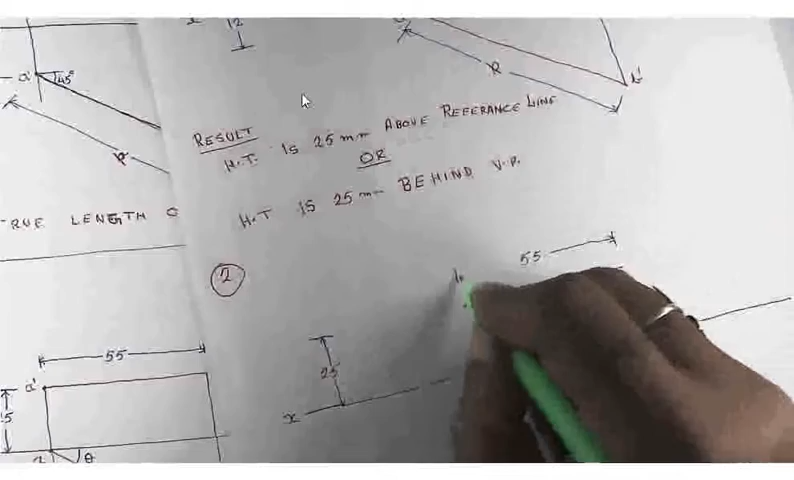 12
a'
45°
R
R
b'
RESULT
H.T. IS 25 mm ABOVE REFERANCE LINE
OR
H.T IS 25 mm BEHIND V.P.
TRUE LENGTH
2
55
25
x
55
a'
θ